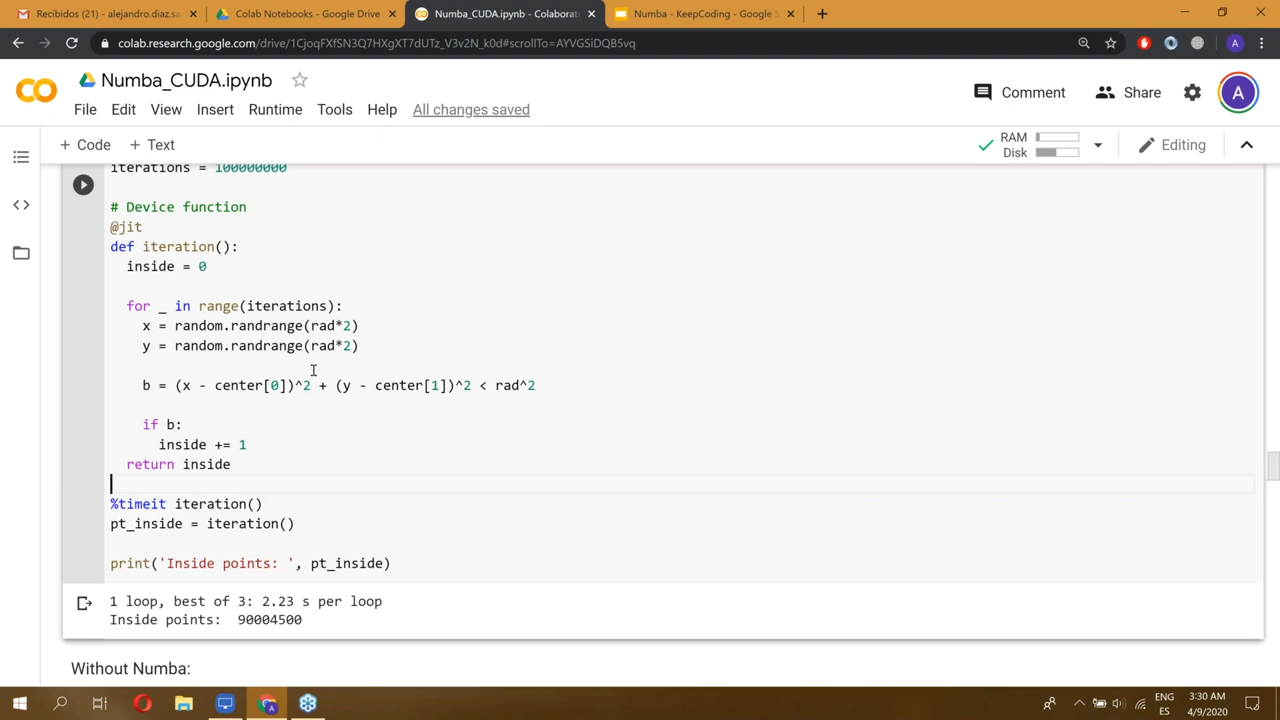 Recibidos (21) - alejandro.diaz.sa
Colab Notebooks - Google Drive
Numba_CUDA.ipynb - Colaborat
Numba - KeepCoding - Google S
colab.research.google.com/drive/1CjoqFXfSN3Q7HXgXT7dUTz_V3v2N_k0d#scrollTo=AYVGSiDQB5vq
A
CO
Numba_CUDA.ipynb
Comment
Share
A
File Edit View Insert Runtime Tools Help All changes saved
+ Code + Text
RAM
Disk
Editing
iterations = 100000000
# Device function
@jit
def iteration():
inside = 0
for _ in range(iterations):
x = random.randrange(rad*2)
y = random.randrange(rad*2)
b = (x - center[0])^2 + (y - center[1])^2 < rad^2
if b:
inside += 1
return inside
%timeit iteration()
pt_inside = iteration()
print('Inside points: ', pt_inside)
1 loop, best of 3: 2.23 s per loop
Inside points:  90004500
Without Numba:
ENG
ES
3:30 AM
4/9/2020